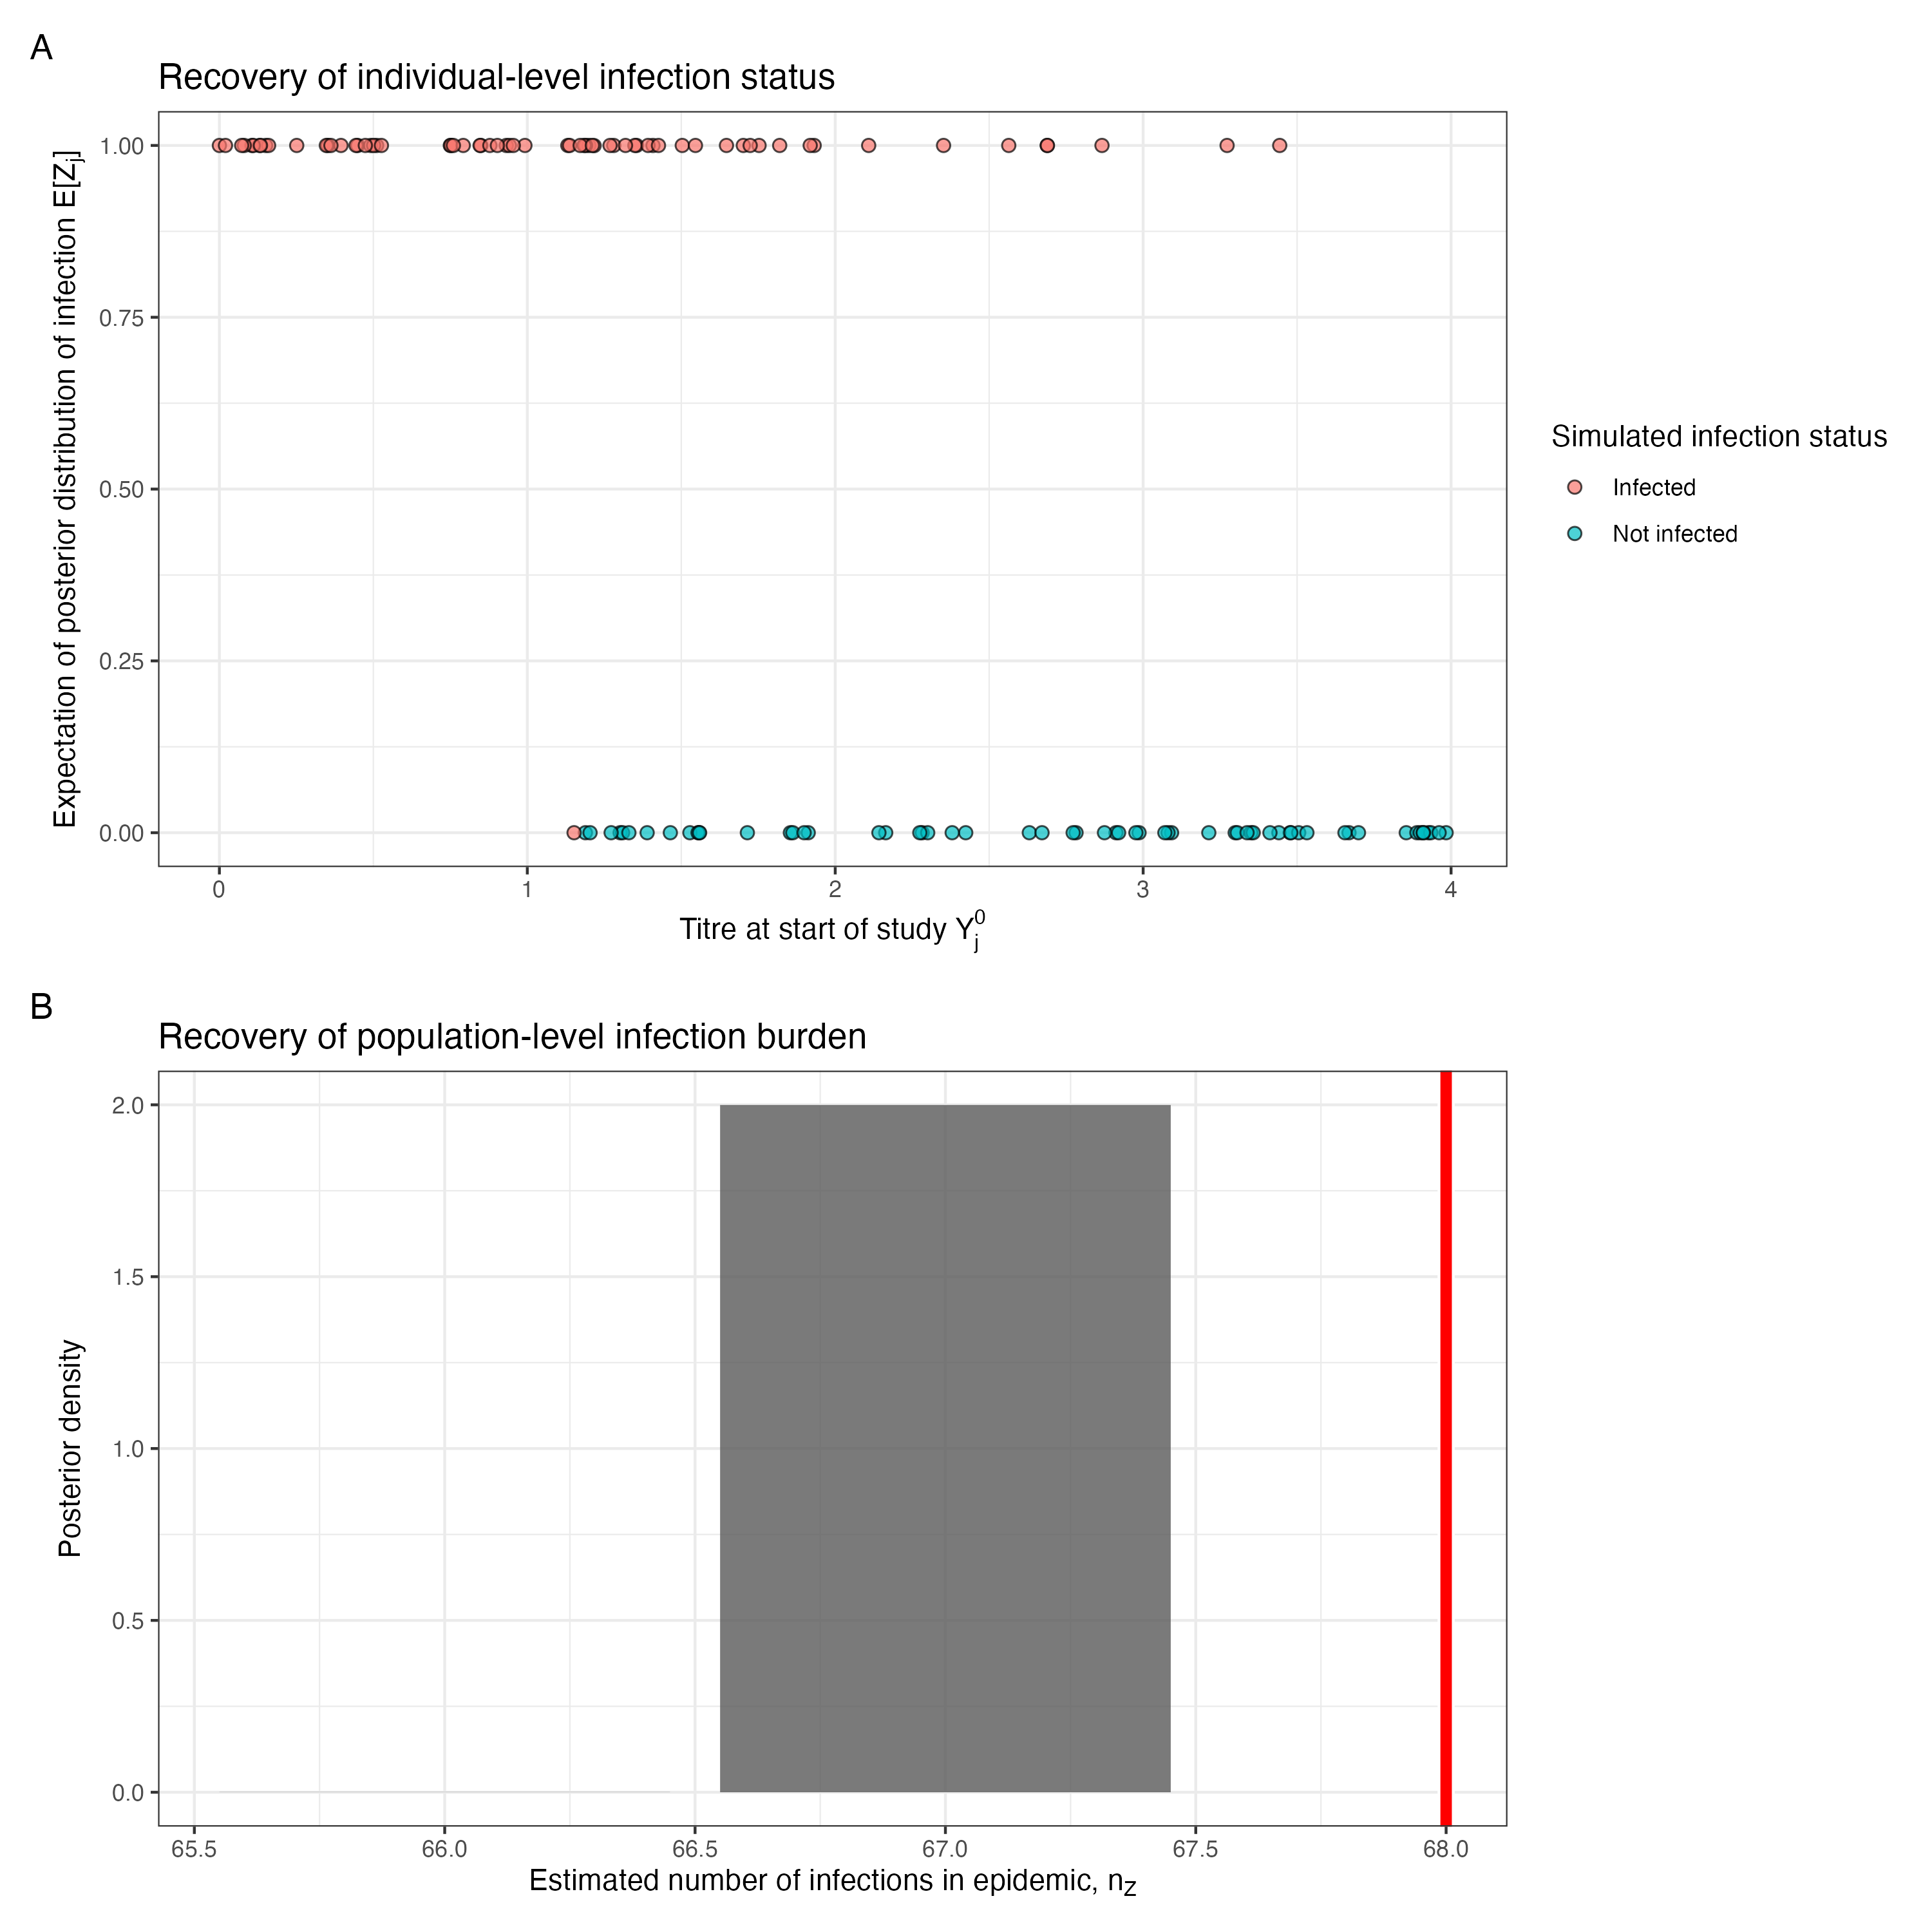 A
Recovery of individual-level infection status
Expectation of posterior distribution of infection E[Zj]
1.00
0.75
0.50
0.25
0.00
0 1 2 3 4
Titre at start of study Yj0
Simulated infection status
Infected
Not infected
B
Recovery of population-level infection burden
Posterior density
2.0
1.5
1.0
0.5
0.0
65.5 66.0 66.5 67.0 67.5 68.0
Estimated number of infections in epidemic, nZ